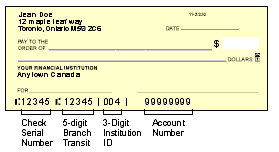 Jean Doe
12 maple leaf way
Toronto, Ontario M5B 2C6
DATE
PAY TO THE
ORDER OF
$
DOLLARS
YOUR FINANCIAL INSTITUTION
Anytown Canada
FOR
12345 12345 004 99999999
Check Serial Number
5-digit Branch Transit
3-Digit Institution ID
Account Number